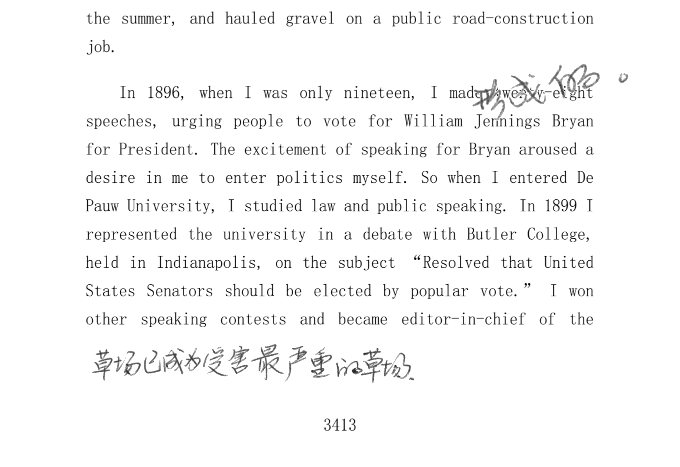 the summer, and hauled gravel on a public road-construction
job.
In 1896, when I was only nineteen, I made twenty-eight
speeches, urging people to vote for William Jennings Bryan
for President. The excitement of speaking for Bryan aroused a
desire in me to enter politics myself. So when I entered De
Pauw University, I studied law and public speaking. In 1899 I
represented the university in a debate with Butler College,
held in Indianapolis, on the subject “Resolved that United
States Senators should be elected by popular vote.” I won
other speaking contests and became editor-in-chief of the
草场已成为受害最严重的草场.
3413